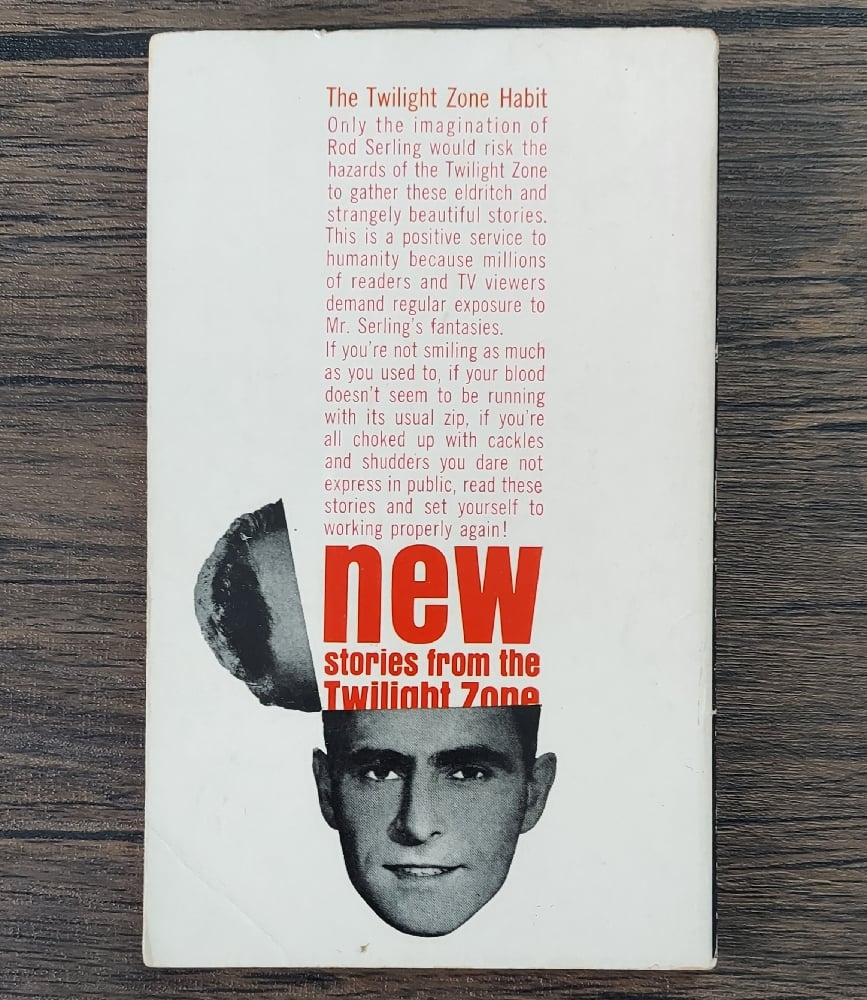 The Twilight Zone Habit
Only the imagination of
Rod Serling would risk the
hazards of the Twilight Zone
to gather these eldritch and
strangely beautiful stories.
This is a positive service to
humanity because millions
of readers and TV viewers
demand regular exposure to
Mr. Serling's fantasies.
If you're not smiling as much
as you used to, if your blood
doesn't seem to be running
with its usual zip, if you're
all choked up with cackles
and shudders you dare not
express in public, read these
stories and set yourself to
working properly again!
new
stories from the
Twilight Zone